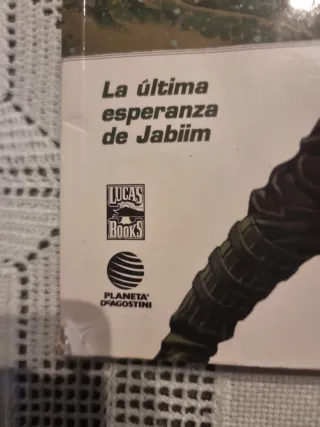 La última
esperanza
de Jabiim
LUCAS
BOOKS
PLANETA
DeAGOSTINI